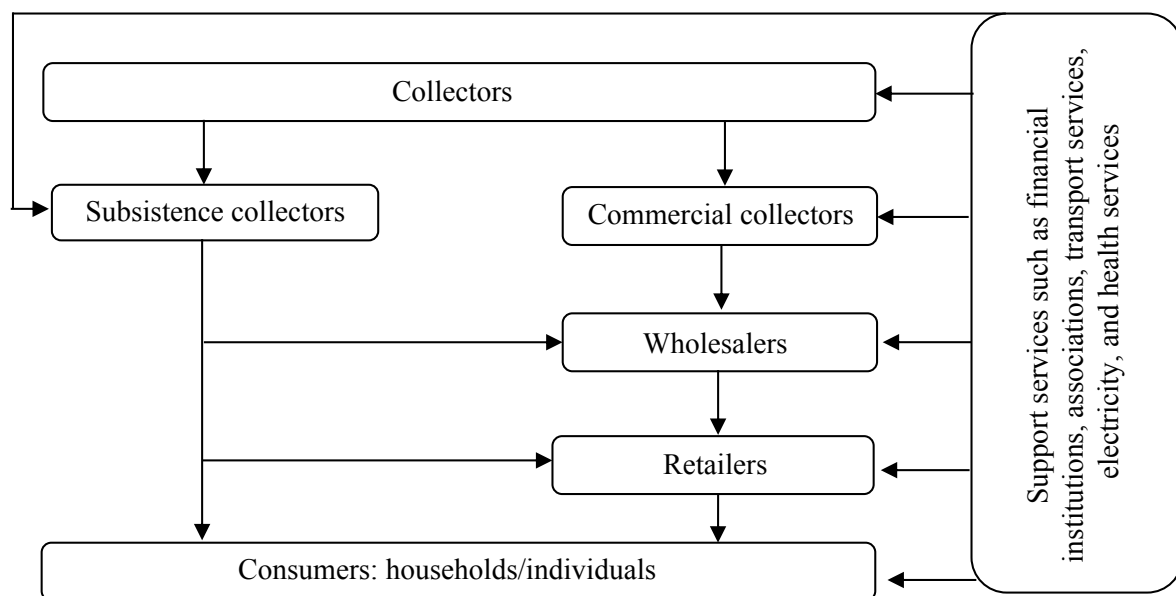 Collectors
Subsistence collectors
Commercial collectors
Wholesalers
Retailers
Consumers: households/individuals
Support services such as financial
institutions, associations, transport services,
electricity, and health services